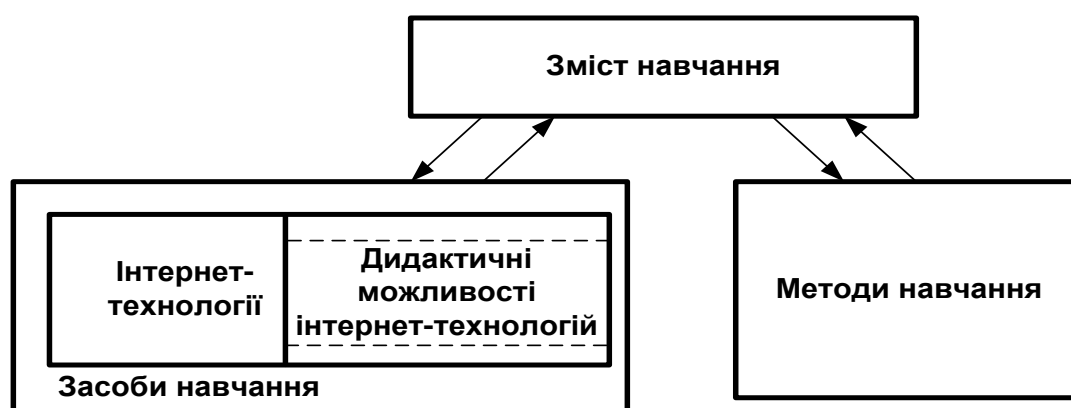 Зміст навчання
Інтернет-
технології
Дидактичні
можливості
інтернет-технологій
Засоби навчання
Методи навчання